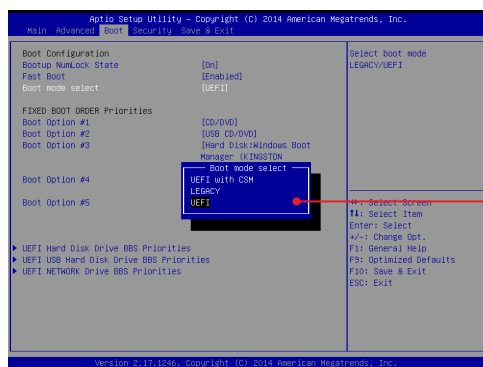 Aptio Setup Utility – Copyright (C) 2014 American Megatrends, Inc.
Main Advanced Boot Security Save & Exit
Boot Configuration
Bootup NumLock State [On]
Fast Boot [Enabled]
Boot mode select [UEFI]
FIXED BOOT ORDER Priorities
Boot Option #1 [CD/DVD]
Boot Option #2 [USB CD/DVD]
Boot Option #3 [Hard Disk:Windows Boot
Manager (KINGSTON
Boot mode select
UEFI with CSM
LEGACY
UEFI
Boot Option #4
Boot Option #5
UEFI Hard Disk Drive BBS Priorities
UEFI USB Hard Disk Drive BBS Priorities
UEFI NETWORK Drive BBS Priorities
Select boot mode
LEGACY/UEFI
: Select Screen
↑↓: Select Item
Enter: Select
+/-: Change Opt.
F1: General Help
F9: Optimized Defaults
F10: Save & Exit
ESC: Exit
Version 2.17.1246. Copyright (C) 2014 American Megatrends, Inc.